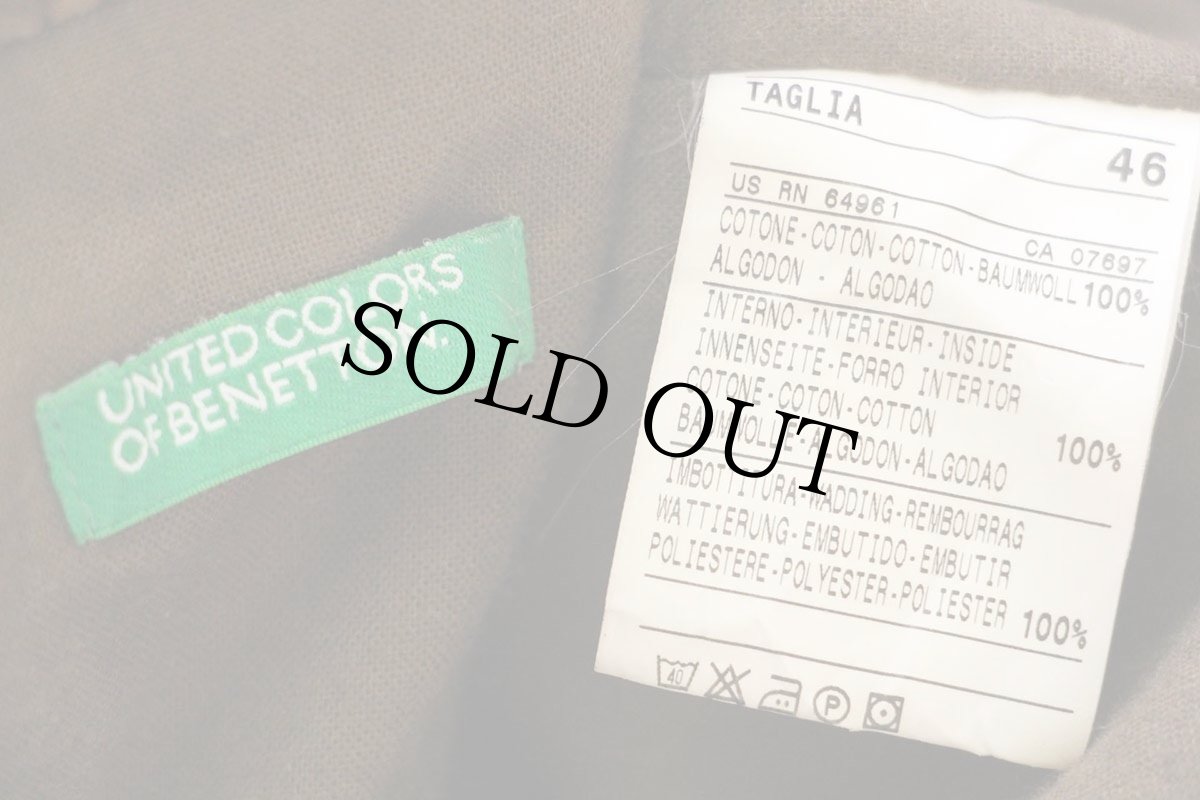 UNITED COLORS
OF BENETTON.
SOLD OUT
TAGLIA
46
US RN 64961
CA 07697
COTONE-COTON-COTTON-BAUMWOLL 100%
ALGODON - ALGODAO
INTERNO-INTERIEUR-INSIDE
INNENSEITE-FORRO INTERIOR
COTONE-COTON-COTTON
BAUMWOLLE-ALGODON-ALGODAO 100%
IMBOTTITURA-WADDING-REMBOURRAG
WATTIERUNG-EMBUTIDO-EMBUTIR
POLIESTERE-POLYESTER-POLIESTER 100%
40
P